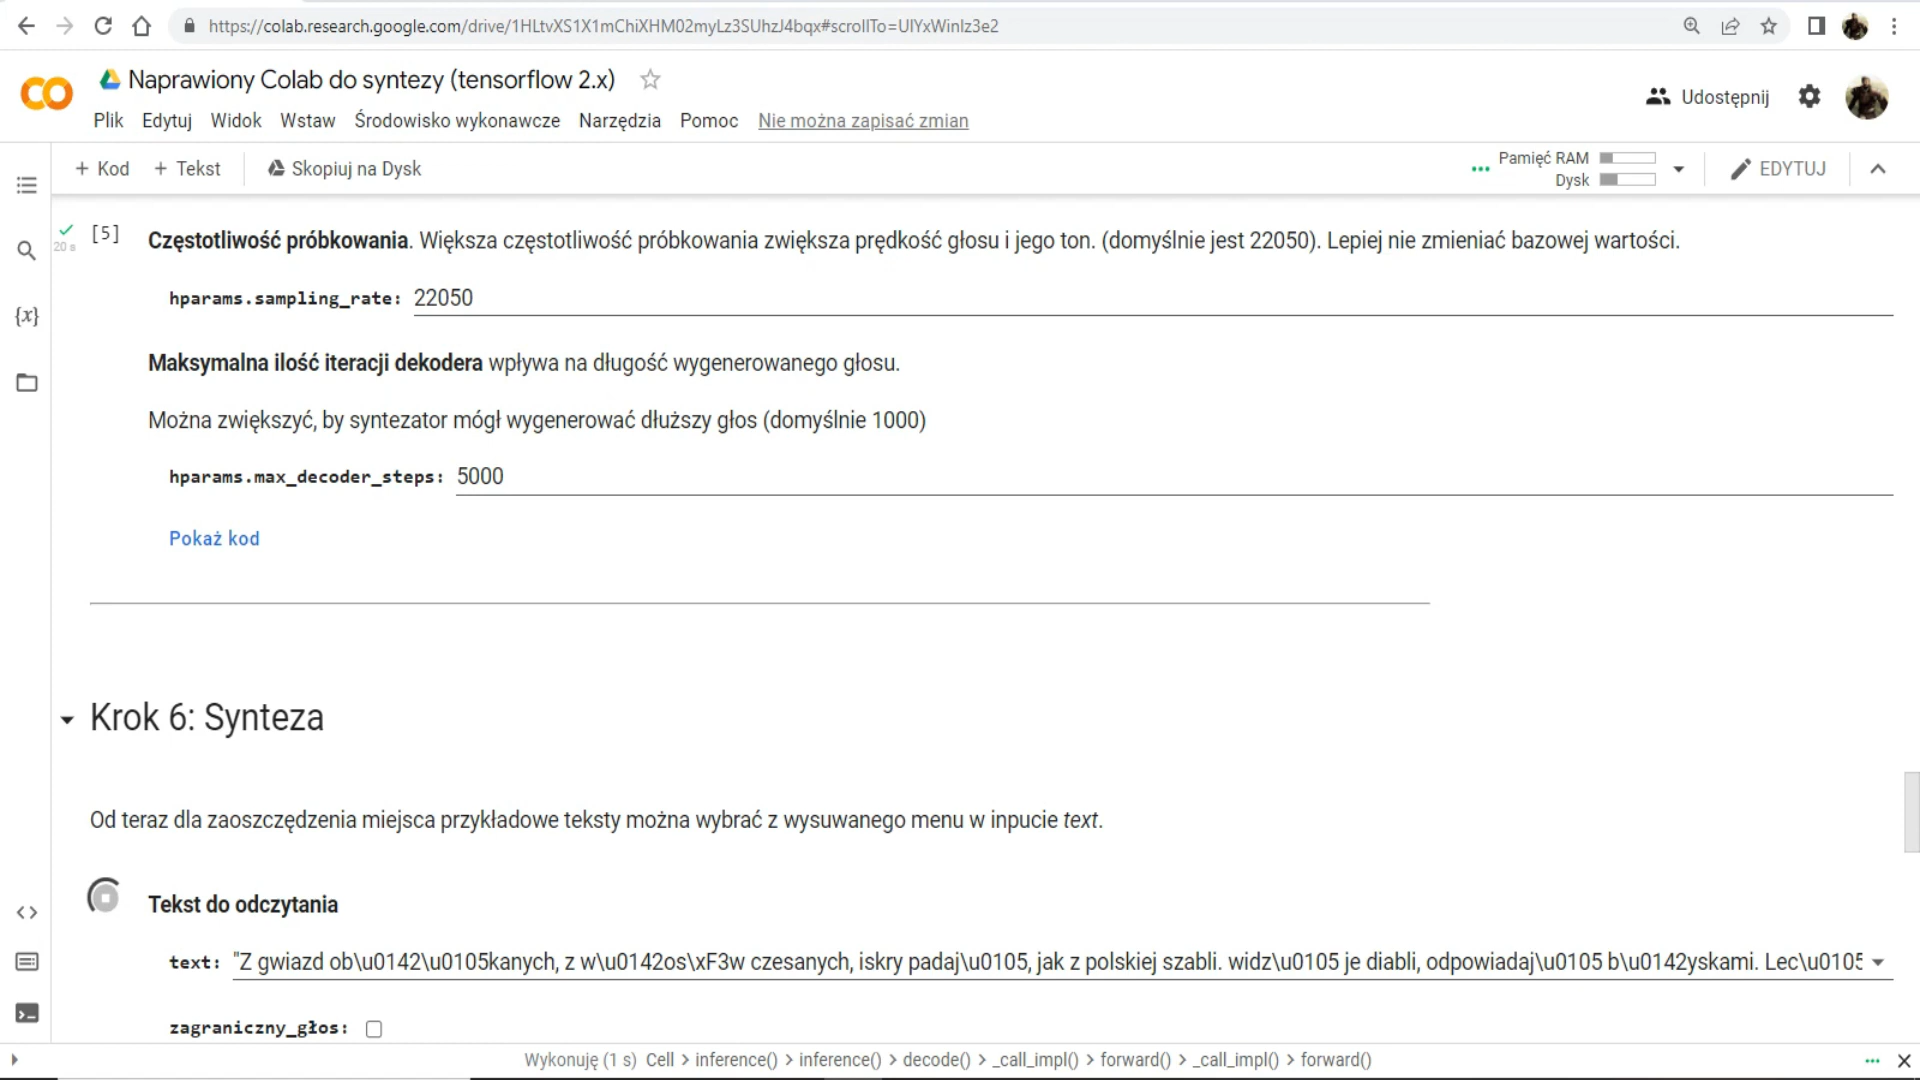 https://colab.research.google.com/drive/1HLtvXS1X1mChiXHM02myLz3SUhzJ4bqx#scrollTo=UlYxWinIz3e2
Naprawiony Colab do syntezy (tensorflow 2.x)
Plik Edytuj Widok Wstaw Środowisko wykonawcze Narzędzia Pomoc Nie można zapisać zmian
Udostępnij
+ Kod + Tekst Skopiuj na Dysk
Pamięć RAM
Dysk
EDYTUJ
20 s
[5]
Częstotliwość próbkowania. Większa częstotliwość próbkowania zwiększa prędkość głosu i jego ton. (domyślnie jest 22050). Lepiej nie zmieniać bazowej wartości.
hparams.sampling_rate: 22050
Maksymalna ilość iteracji dekodera wpływa na długość wygenerowanego głosu.
Można zwiększyć, by syntezator mógł wygenerować dłuższy głos (domyślnie 1000)
hparams.max_decoder_steps: 5000
Pokaż kod
Krok 6: Synteza
Od teraz dla zaoszczędzenia miejsca przykładowe teksty można wybrać z wysuwanego menu w inpucie text.
Tekst do odczytania
text: "Z gwiazd ob\u0142\u0105kanych, z w\u0142os\xF3w czesanych, iskry padaj\u0105, jak z polskiej szabli. widz\u0105 je diabli, odpowiadaj\u0105 b\u0142yskami. Lec\u0105
zagraniczny_głos:
Wykonuję (1 s) Cell > inference() > inference() > decode() > _call_impl() > forward() > _call_impl() > forward()